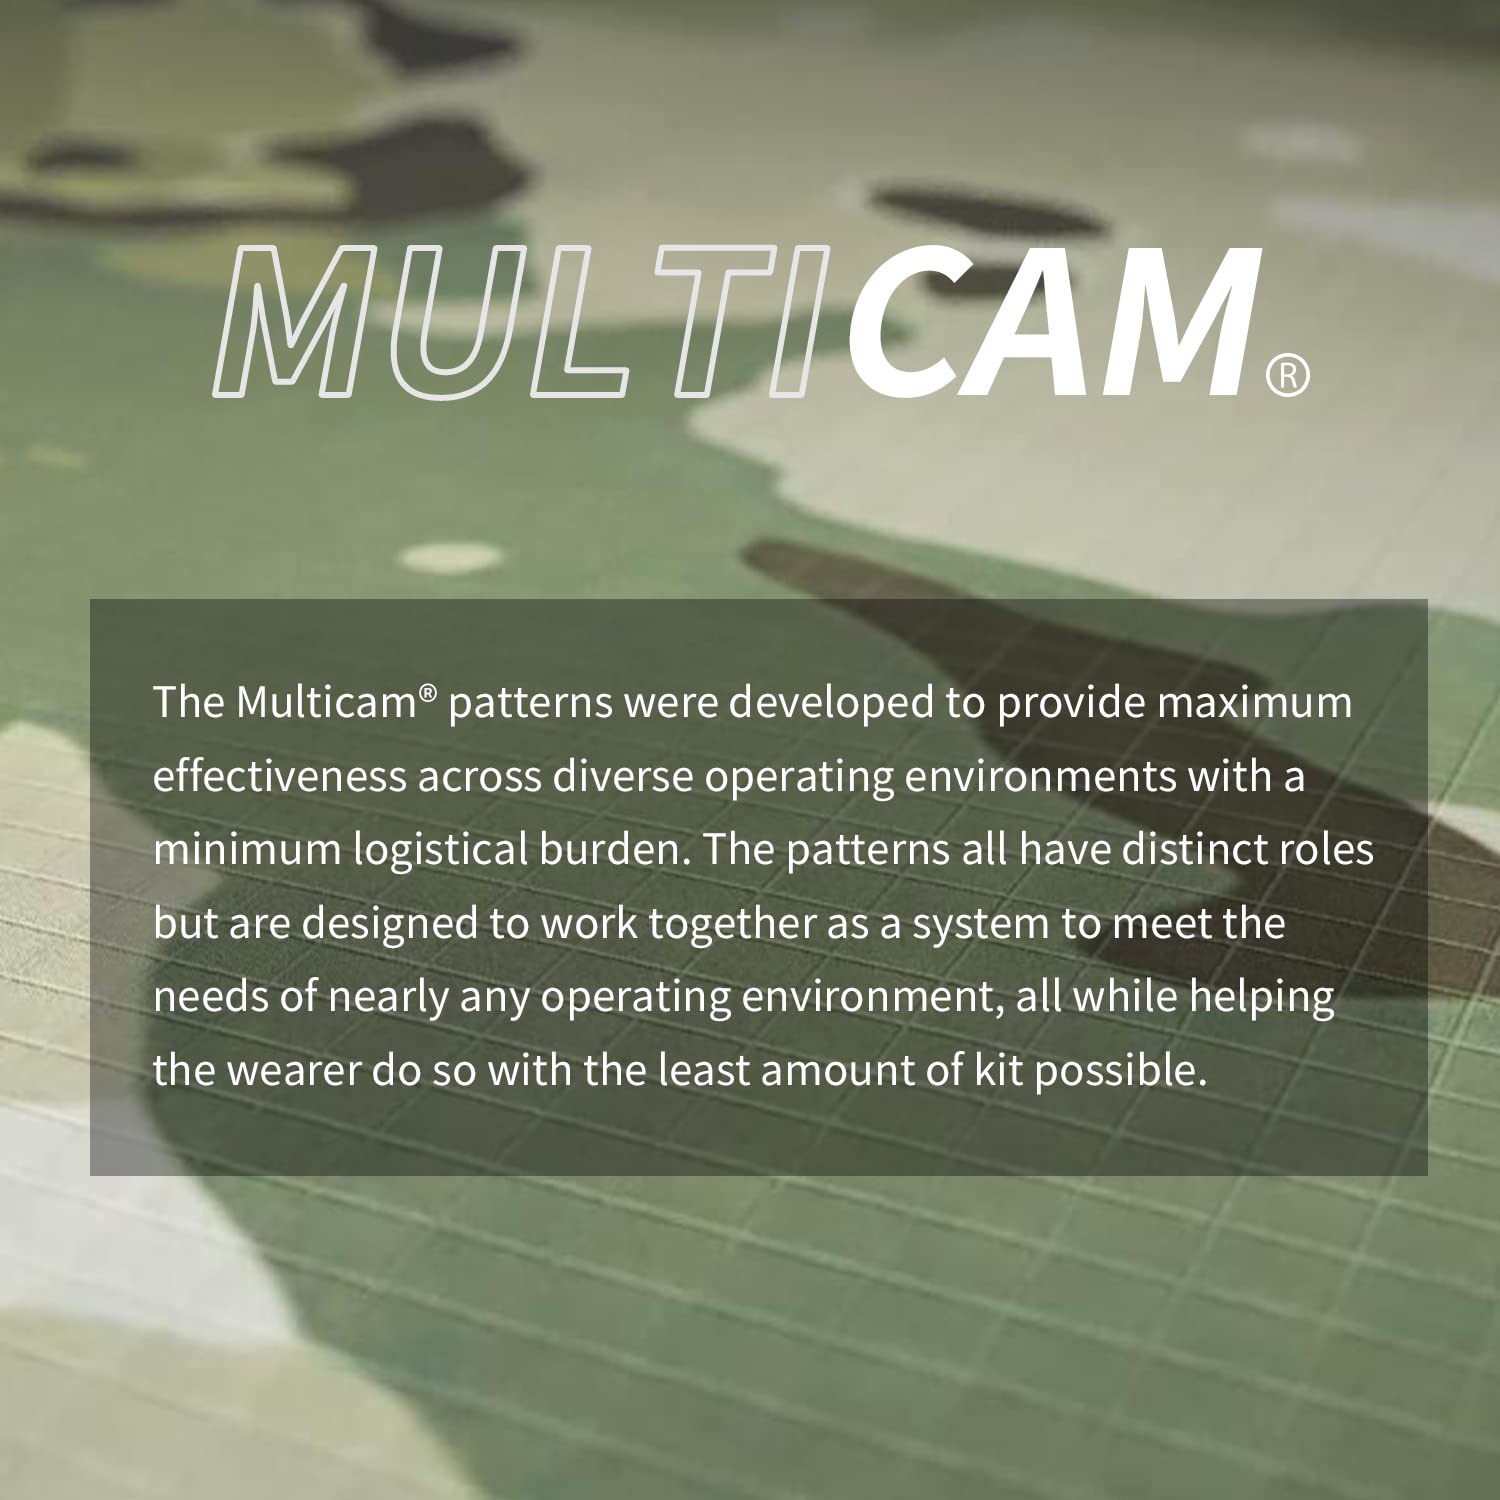 MULTICAM®
The Multicam® patterns were developed to provide maximum
effectiveness across diverse operating environments with a
minimum logistical burden. The patterns all have distinct roles
but are designed to work together as a system to meet the
needs of nearly any operating environment, all while helping
the wearer do so with the least amount of kit possible.